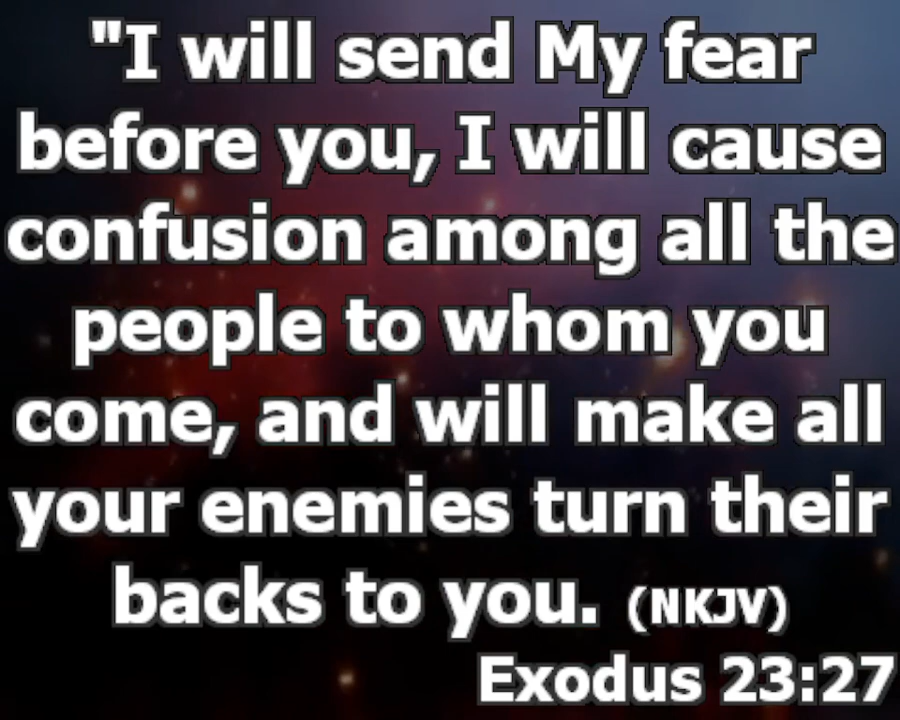 "I will send My fear
before you, I will cause
confusion among all the
people to whom you
come, and will make all
your enemies turn their
backs to you. (NKJV)
Exodus 23:27